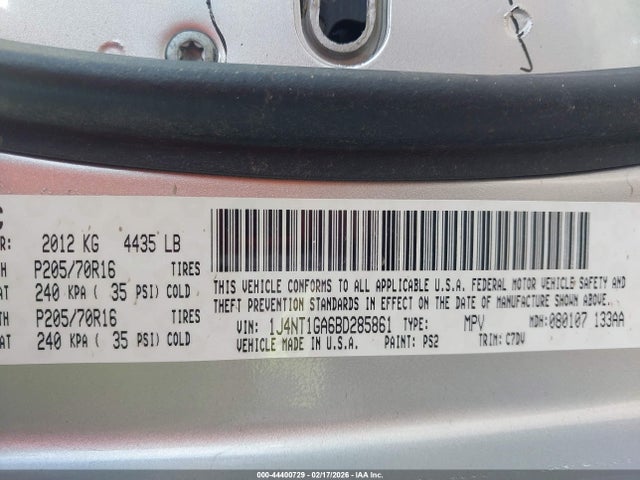 R: 2012 KG 4435 LB
H P205/70R16 TIRES
AT 240 KPA ( 35 PSI) COLD
TH P205/70R16 TIRES
AT 240 KPA ( 35 PSI) COLD
THIS VEHICLE CONFORMS TO ALL APPLICABLE U.S.A. FEDERAL MOTOR VEHICLE SAFETY AND
THEFT PREVENTION STANDARDS IN EFFECT ON THE DATE OF MANUFACTURE SHOWN ABOVE.
VIN: 1J4NT1GA6BD285861 TYPE: MPV MDH: 080107 133AA
VEHICLE MADE IN U.S.A. PAINT: PS2 TRIM: C7DV
000-44400729 - 02/17/2026 - IAA Inc.